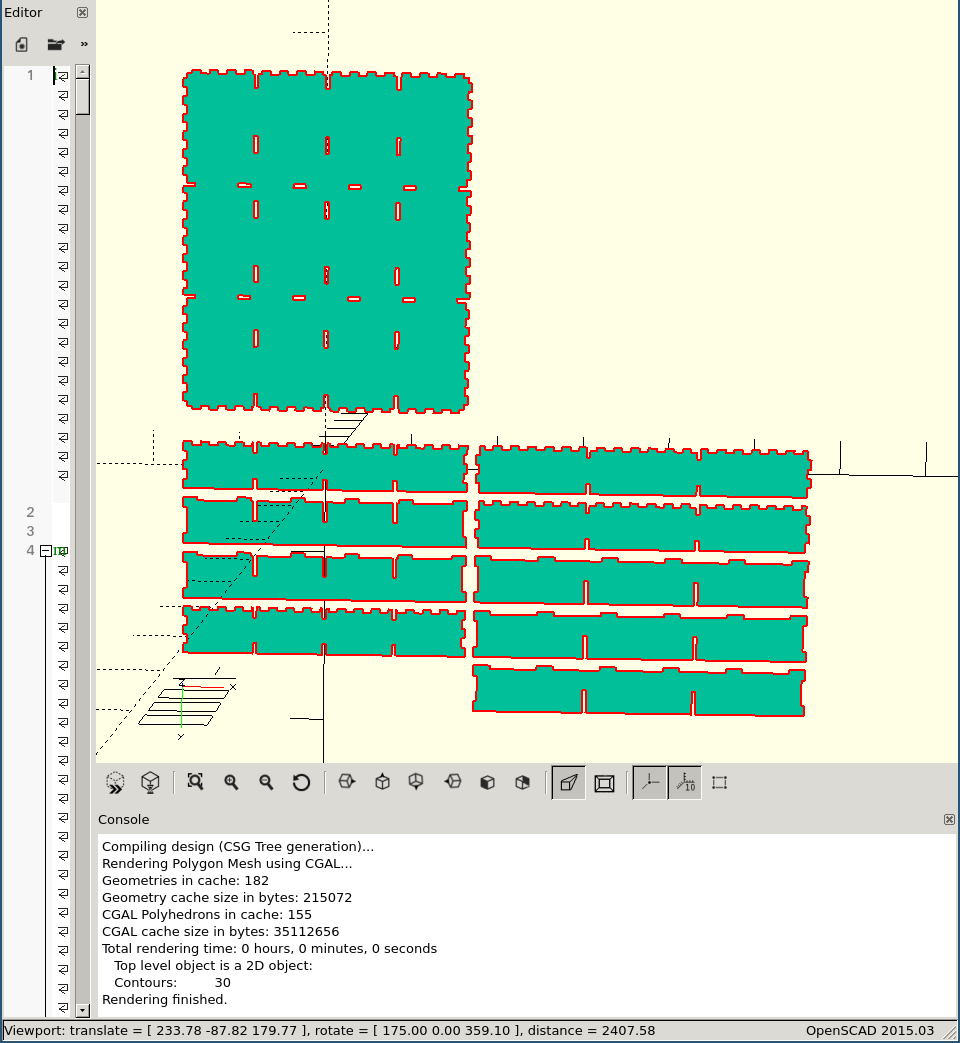 Editor
»
1
2
3
4
10
Console
Compiling design (CSG Tree generation)...
Rendering Polygon Mesh using CGAL...
Geometries in cache: 182
Geometry cache size in bytes: 215072
CGAL Polyhedrons in cache: 155
CGAL cache size in bytes: 35112656
Total rendering time: 0 hours, 0 minutes, 0 seconds
Top level object is a 2D object:
Contours: 30
Rendering finished.
Viewport: translate = [ 233.78 -87.82 179.77 ], rotate = [ 175.00 0.00 359.10 ], distance = 2407.58 OpenSCAD 2015.03